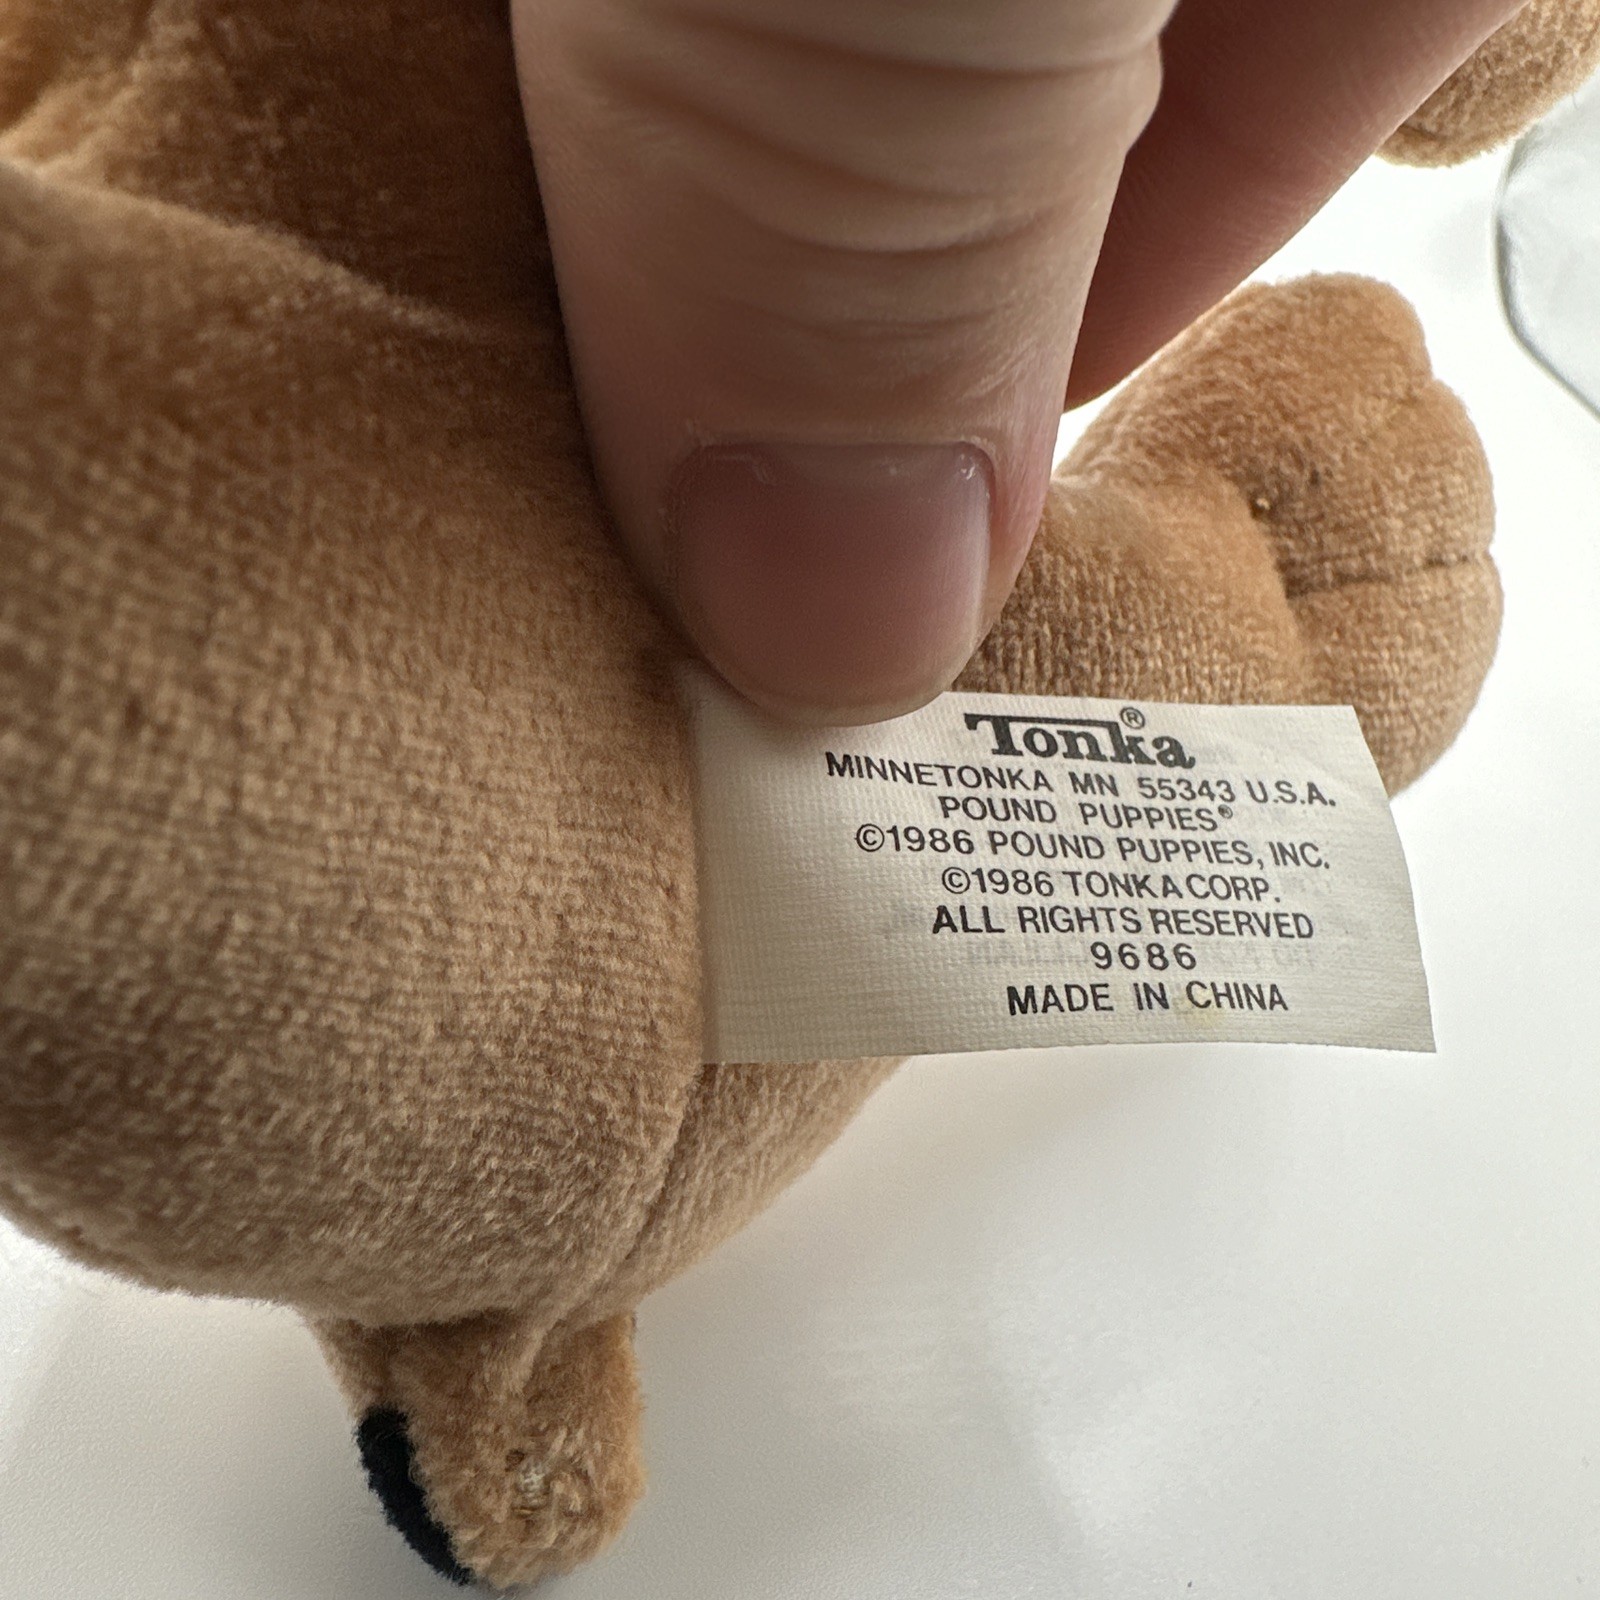 Tonka®
MINNETONKA MN 55343 U.S.A.
POUND PUPPIES®
©1986 POUND PUPPIES, INC.
©1986 TONKA CORP.
ALL RIGHTS RESERVED
9686
MADE IN CHINA